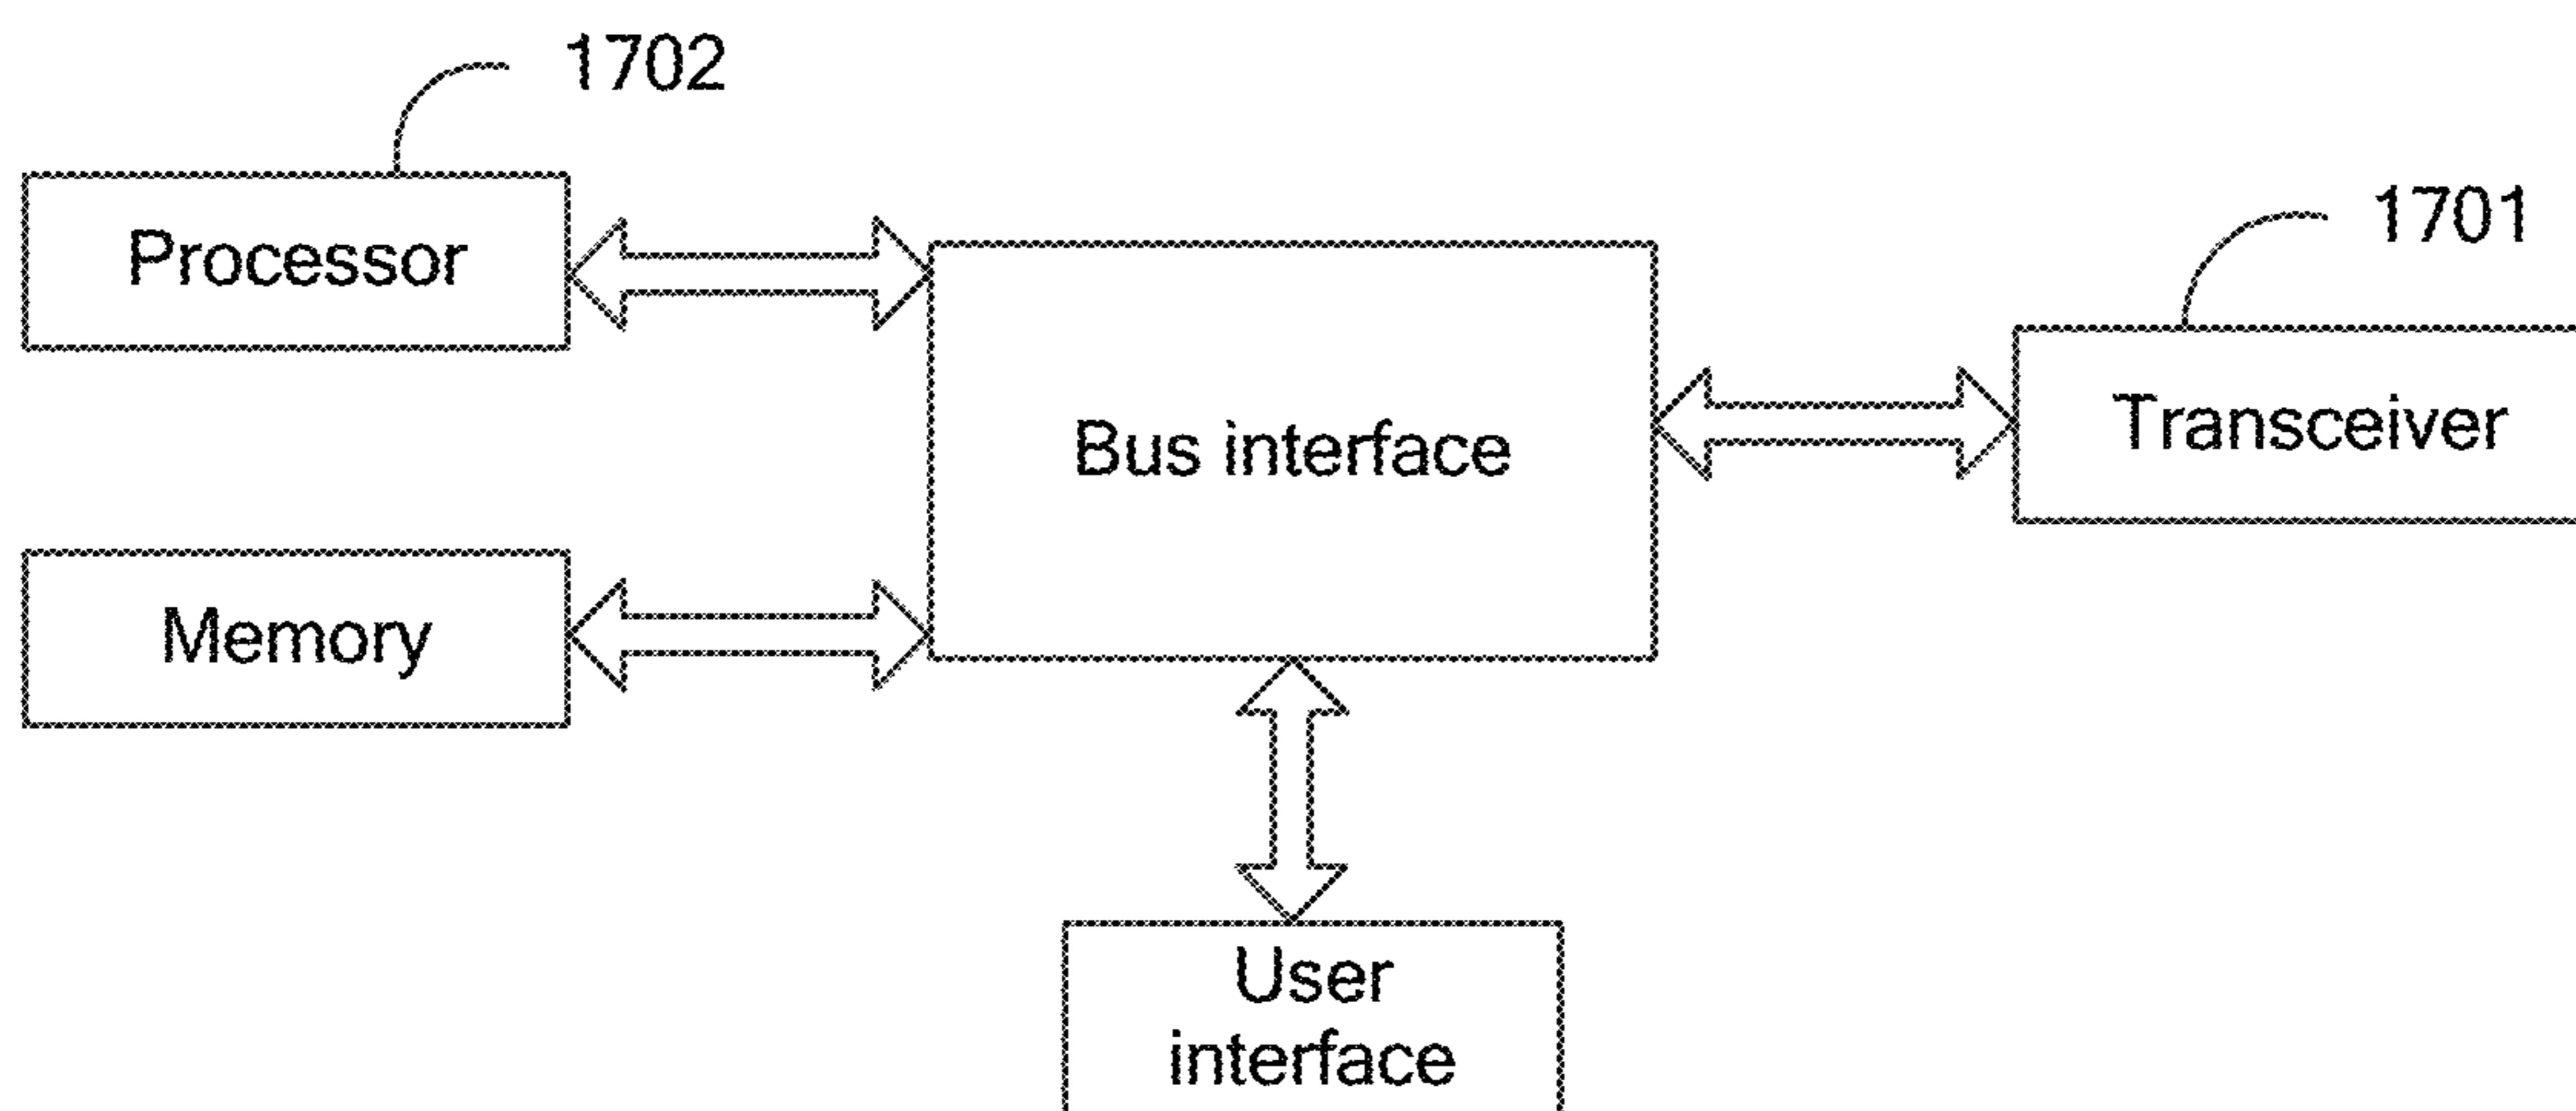 1702
1701
Processor
Transceiver
Bus interface
Memory
User
interface